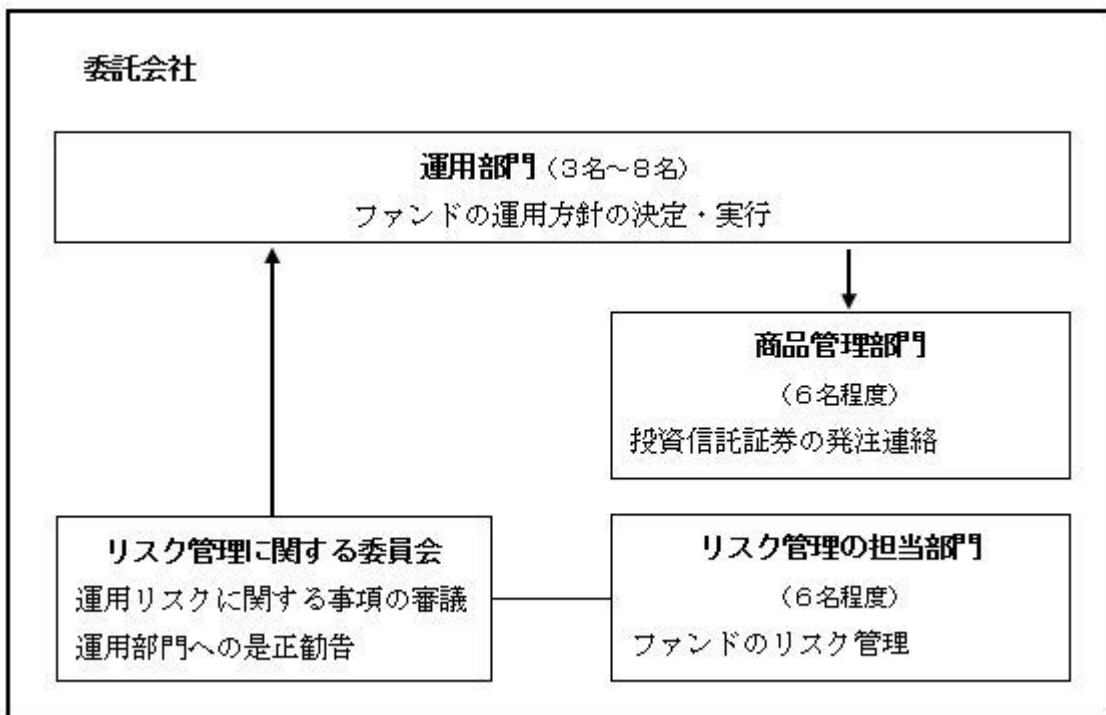 委託会社
運用部門（3名～8名）
ファンドの運用方針の決定・実行
商品管理部門
（6名程度）
投資信託証券の発注連絡
リスク管理に関する委員会
運用リスクに関する事項の審議
運用部門への是正勧告
リスク管理の担当部門
（6名程度）
ファンドのリスク管理